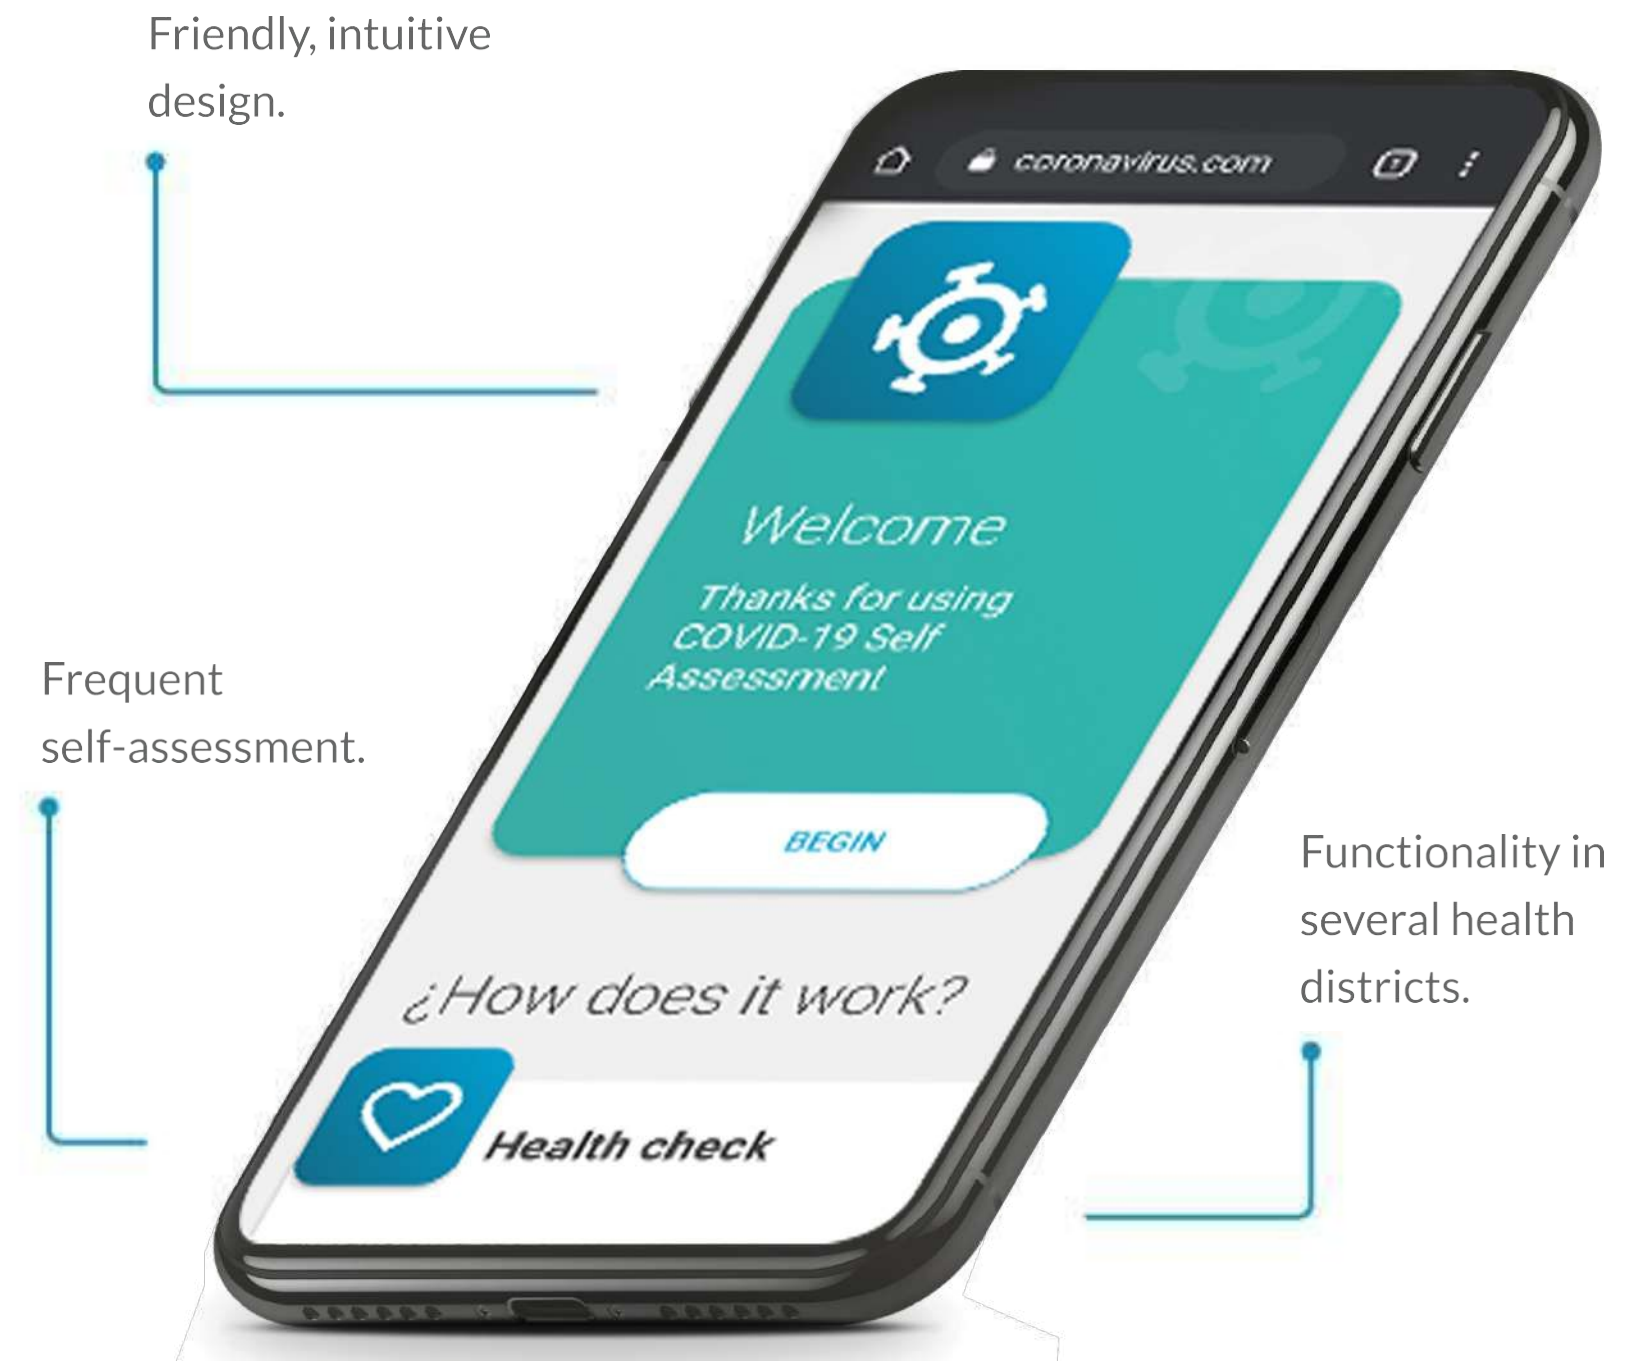 Friendly, intuitive
design.
coronavirus.com
Welcome
Thanks for using
COVID-19 Self
Assessment
Frequent
self-assessment.
BEGIN
Functionality in
several health
districts.
¿How does it work?
Health check